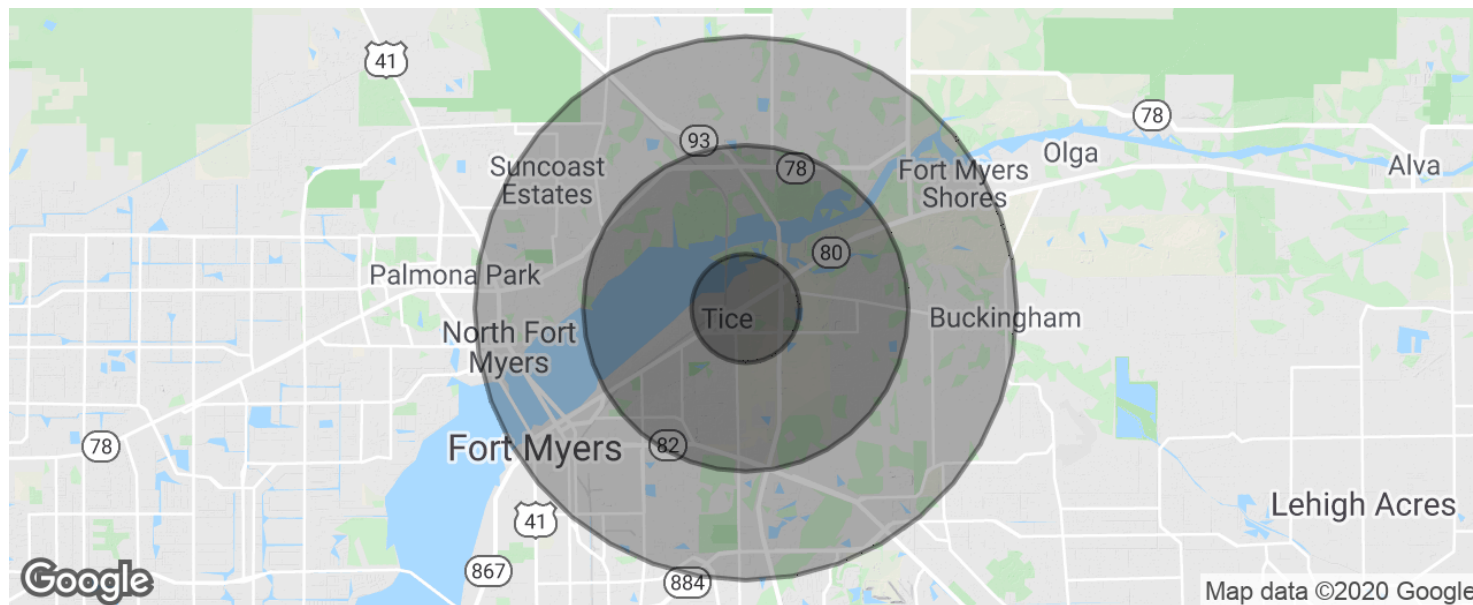 41
78
93
78
Suncoast
Estates
Fort Myers
Shores
Olga
Alva
80
Palmona Park
Tice
Buckingham
North Fort
Myers
Fort Myers
82
78
41
Lehigh Acres
867
884
Google
Map data ©2020 Google